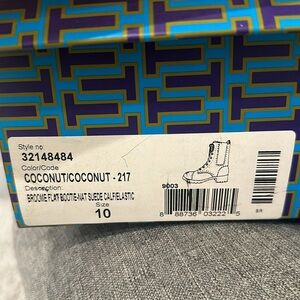 Style no
32148484
Color/Code
COCONUT/COCONUT - 217
Description:
BROOME FLAT BOOTIE-NAT SUEDE CALF/ELASTIC
Size
10
9003
8 88736 03222 5